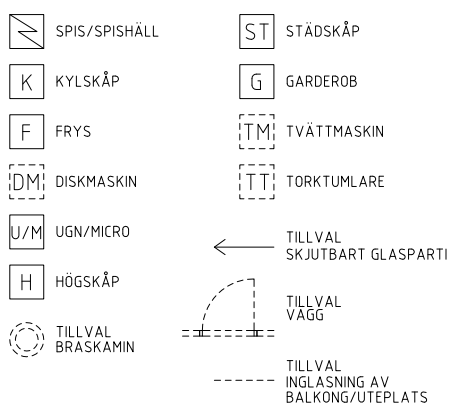 SPIS/SPISHÄLL
K KYLSKÅP
F FRYS
DM DISKMASKIN
U/M UGN/MICRO
H HÖGSKÅP
TILLVAL
BRASKAMIN
ST STÄDSKÅP
G GARDEROB
TM TVÄTTMASKIN
TT TORKTUMLARE
TILLVAL
SKJUTBART GLASPARTI
TILLVAL
VÄGG
TILLVAL
INGLASNING AV
BALKONG/UTEPLATS